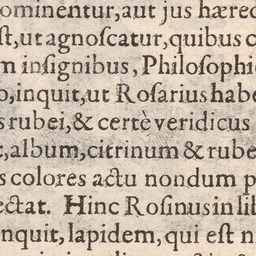 ominentur, aut jus hæred
ſt, ut agnoſcatur, quibus c
m inſignibus, Philoſophi
o, inquit, ut Roſarius habe
s rubei, & certè veridicus
t, album, citrinum & rube
s colores actu nondum p
ectat. Hinc Roſinus in lib
nquit, lapidem, qui eſt n